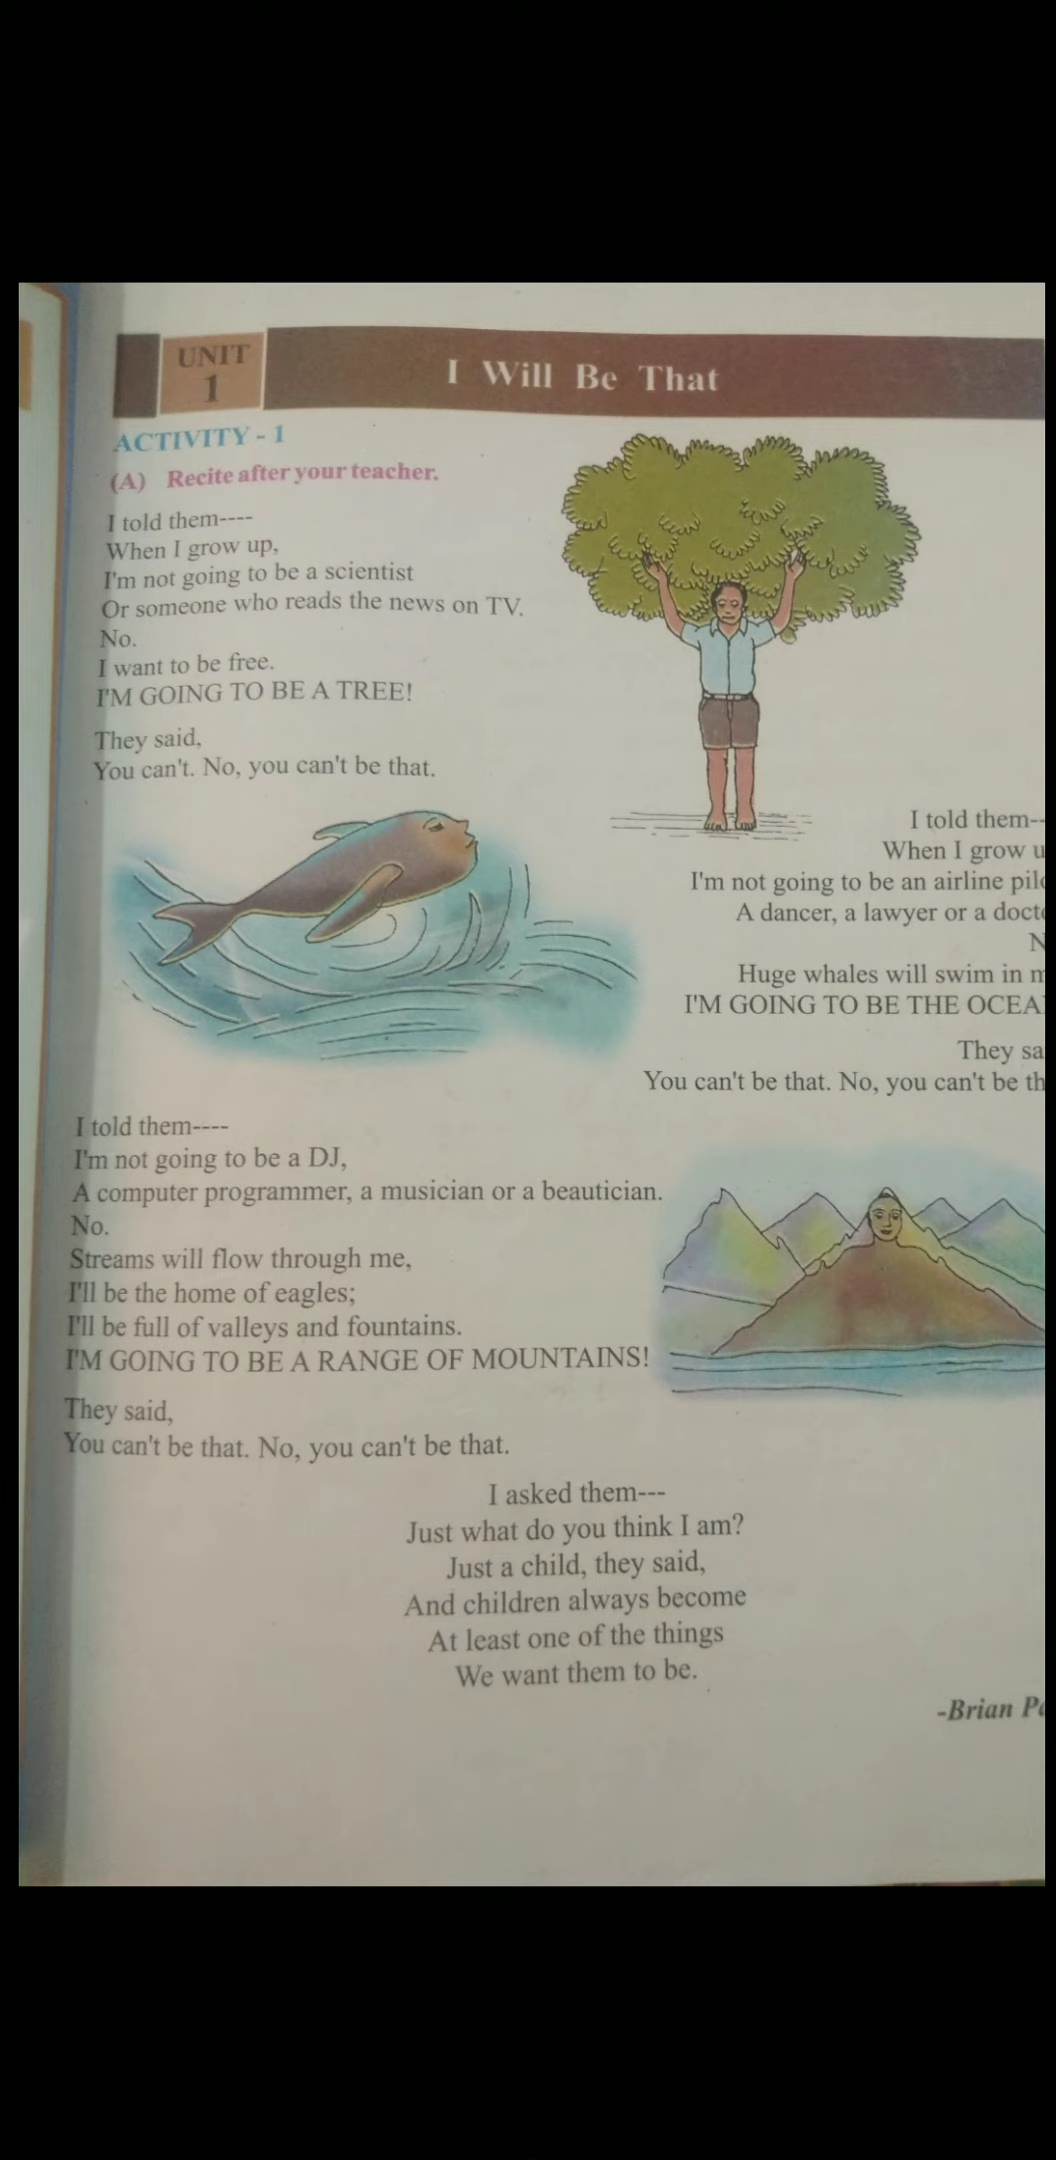 UNIT
1
I Will Be That
ACTIVITY - 1
(A) Recite after your teacher.
I told them----
When I grow up,
I'm not going to be a scientist
Or someone who reads the news on TV.
No.
I want to be free.
I'M GOING TO BE A TREE!
They said,
You can't. No, you can't be that.
I told them--
When I grow
I'm not going to be an airline
A dancer, a lawyer or a
Huge whales will swim in
I'M GOING TO BE THE
They
You can't be that. No, you can't be
I told them----
I'm not going to be a DJ,
A computer programmer, a musician or a beautician.
No.
Streams will flow through me,
I'll be the home of eagles;
I'll be full of valleys and fountains.
I'M GOING TO BE A RANGE OF MOUNTAINS!
They said,
You can't be that. No, you can't be that.
I asked them---
Just what do you think I am?
Just a child, they said,
And children always become
At least one of the things
We want them to be.
-Brian